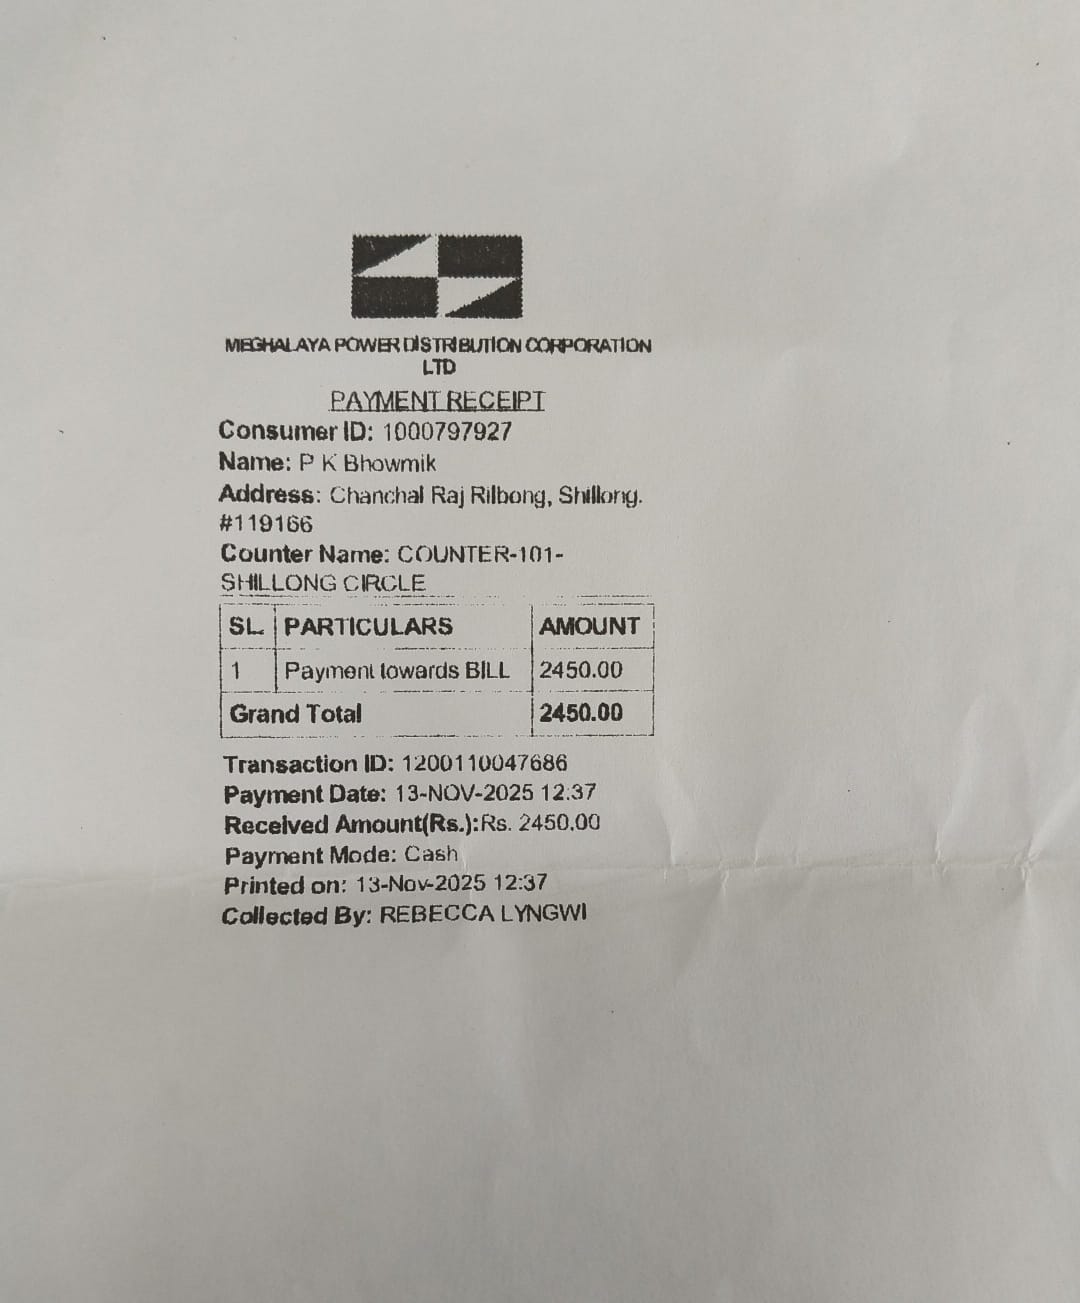 MEGHALAYA POWER DISTRIBUTION CORPORATION
LTD
PAYMENT RECEIPT
Consumer ID: 1000797927
Name: P K Bhowmik
Address: Chanchal Raj Rilbong, Shillong.
#119166
Counter Name: COUNTER-101-
SHILLONG CIRCLE
SL. PARTICULARS AMOUNT
1 Payment towards BILL 2450.00
Grand Total 2450.00
Transaction ID: 1200110047686
Payment Date: 13-NOV-2025 12:37
Received Amount(Rs.):Rs. 2450.00
Payment Mode: Cash
Printed on: 13-Nov-2025 12:37
Collected By: REBECCA LYNGWI